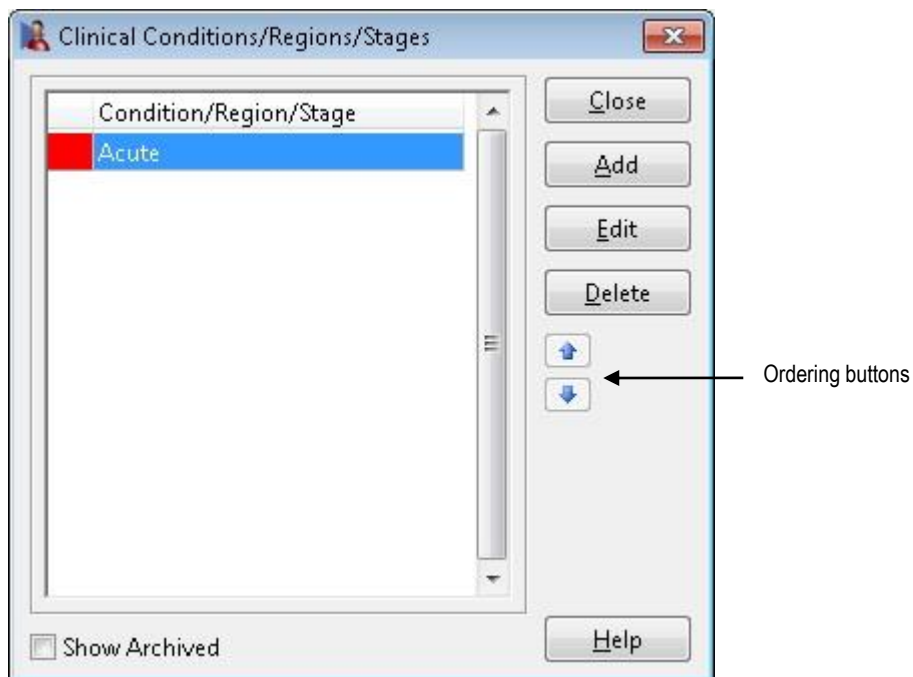 Clinical Conditions/Regions/Stages
Condition/Region/Stage
Acute
Close
Add
Edit
Delete
Ordering buttons
Show Archived
Help